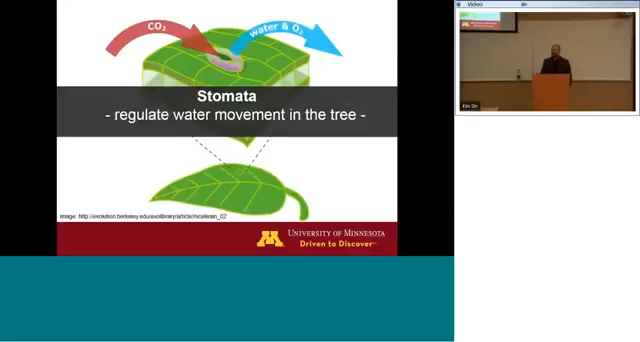 CO₂
water & O₂
Stomata
- regulate water movement in the tree -
Image: http://evolution.berkeley.edu/evolibrary/article/mcelwain_02
UNIVERSITY OF MINNESOTA
Driven to Discover
Video